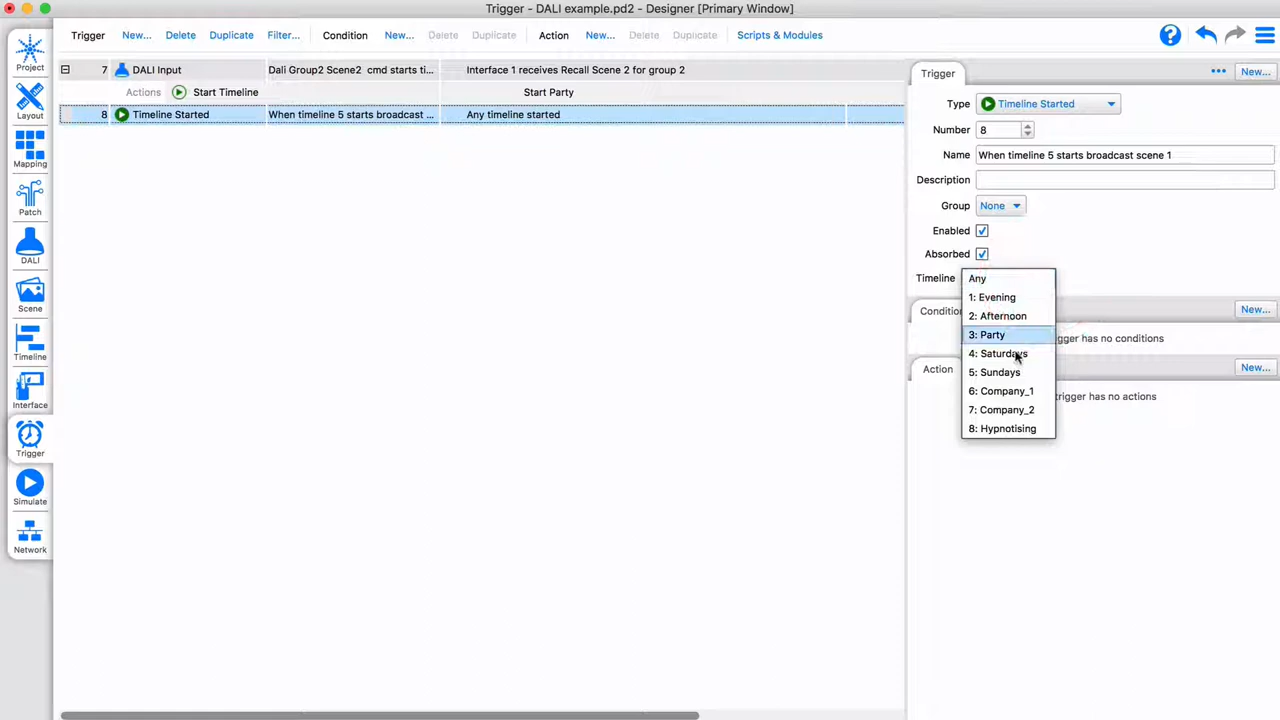 Trigger - DALI example.pd2 - Designer [Primary Window]
Trigger New... Delete Duplicate Filter... Condition New... Delete Duplicate Action New... Delete Duplicate Scripts & Modules
Project
Layout
Mapping
Patch
DALI
Scene
Timeline
Interface
Trigger
Simulate
Network
7 DALI Input Dali Group2 Scene2 cmd starts ti... Interface 1 receives Recall Scene 2 for group 2
Actions Start Timeline Start Party
8 Timeline Started When timeline 5 starts broadcast ... Any timeline started
Trigger New...
Type Timeline Started
Number 8
Name When timeline 5 starts broadcast scene 1
Description
Group None
Enabled
Absorbed
Timeline Any
1: Evening
2: Afternoon
3: Party
4: Saturdays
5: Sundays
6: Company_1
7: Company_2
8: Hypnotising
Condition New...
gger has no conditions
Action New...
trigger has no actions